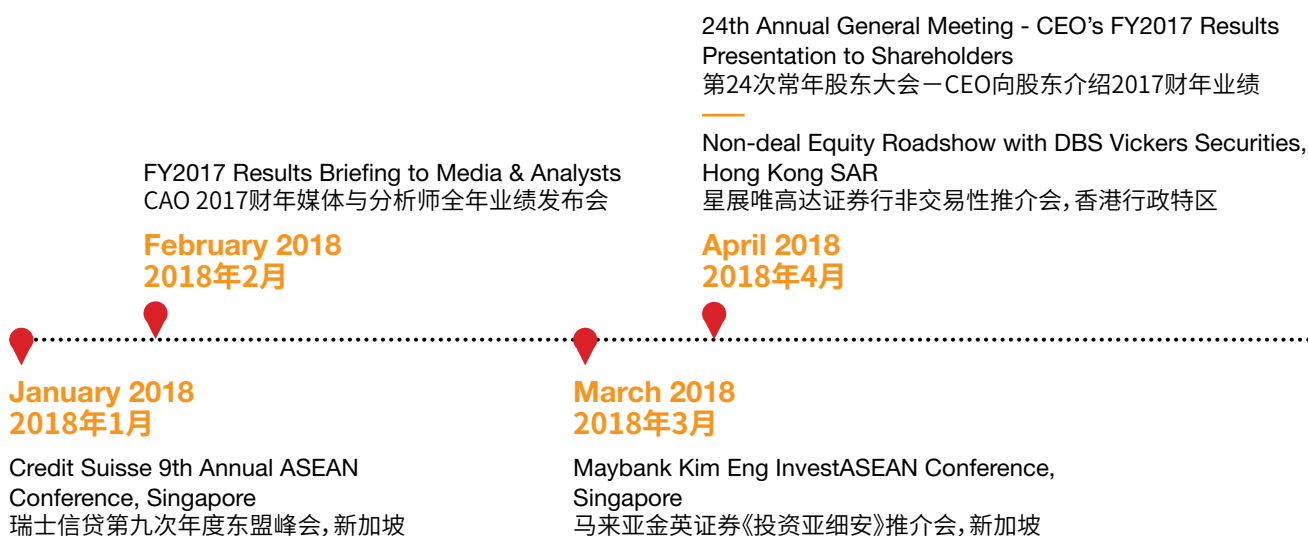 24th Annual General Meeting - CEO’s FY2017 Results
Presentation to Shareholders
第24次常年股东大会－CEO向股东介绍2017财年业绩
Non-deal Equity Roadshow with DBS Vickers Securities,
Hong Kong SAR
星展唯高达证券行非交易性推介会，香港行政特区
FY2017 Results Briefing to Media & Analysts
CAO 2017财年媒体与分析师全年业绩发布会
February 2018
2018年2月
April 2018
2018年4月
January 2018
2018年1月
Credit Suisse 9th Annual ASEAN
Conference, Singapore
瑞士信贷第九次年度东盟峰会，新加坡
March 2018
2018年3月
Maybank Kim Eng InvestASEAN Conference,
Singapore
马来亚金英证券《投资亚细安》推介会，新加坡